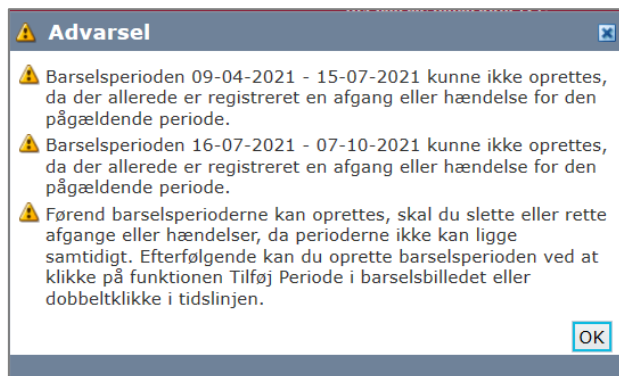 Advarsel
Barselsperioden 09-04-2021 - 15-07-2021 kunne ikke oprettes,
da der allerede er registreret en afgang eller hændelse for den
pågældende periode.
Barselsperioden 16-07-2021 - 07-10-2021 kunne ikke oprettes,
da der allerede er registreret en afgang eller hændelse for den
pågældende periode.
Førend barselsperioderne kan oprettes, skal du slette eller rette
afgange eller hændelser, da perioderne ikke kan ligge
samtidigt. Efterfølgende kan du oprette barselsperioden ved at
klikke på funktionen Tilføj Periode i barselsbilledet eller
dobbeltklikke i tidslinjen.
OK